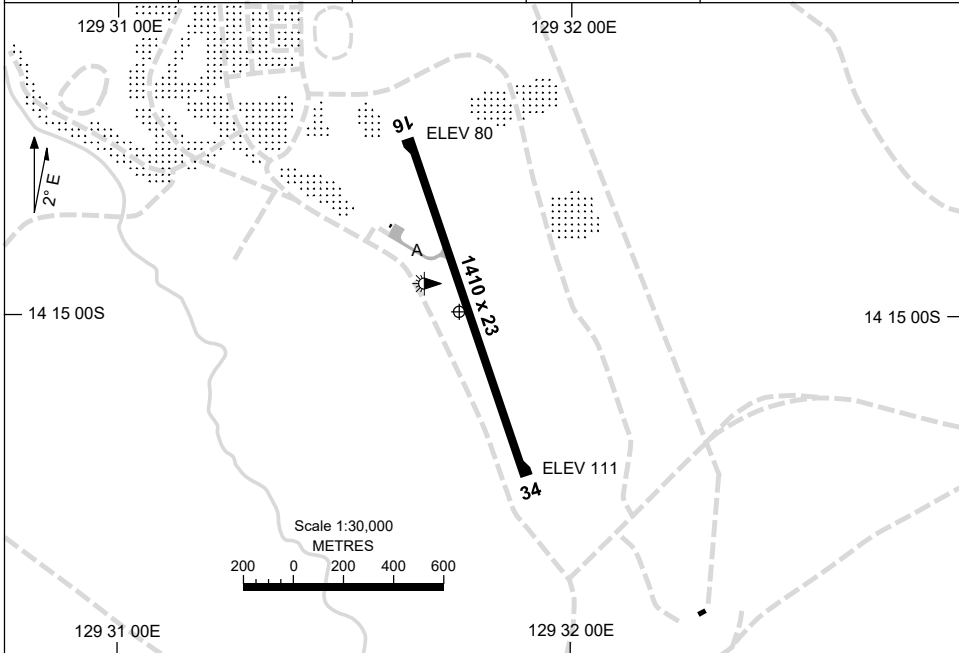 129 31 00E
129 32 00E
16
ELEV 80
2° E
A
1410 x 23
14 15 00S
14 15 00S
ELEV 111
34
Scale 1:30,000
METRES
200 0 200 400 600
129 31 00E
129 32 00E